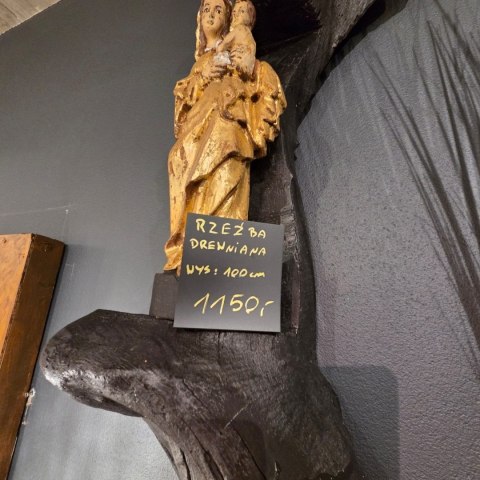 RZEŹBA
DREWNIANA
WYS: 100cm
1150,-